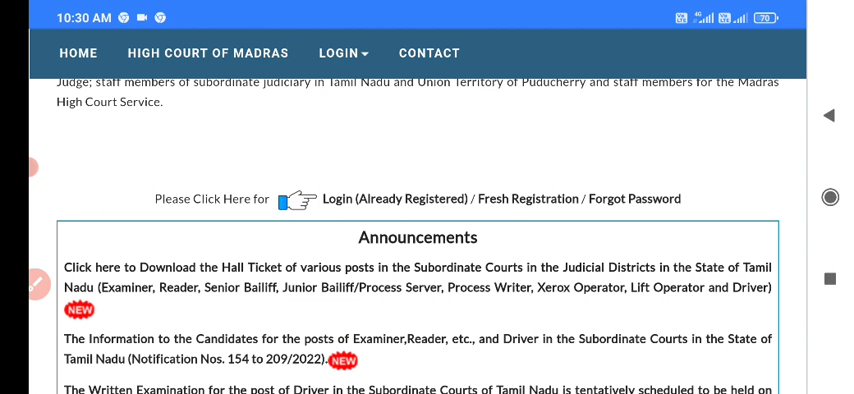 10:30 AM
4G
70
HOME HIGH COURT OF MADRAS LOGIN CONTACT
Judge; staff members of subordinate judiciary in Tamil Nadu and Union Territory of Puducherry and staff members for the Madras
High Court Service.
Please Click Here for Login (Already Registered) / Fresh Registration / Forgot Password
Announcements
Click here to Download the Hall Ticket of various posts in the Subordinate Courts in the Judicial Districts in the State of Tamil
Nadu (Examiner, Reader, Senior Bailiff, Junior Bailiff/Process Server, Process Writer, Xerox Operator, Lift Operator and Driver)
NEW
The Information to the Candidates for the posts of Examiner,Reader, etc., and Driver in the Subordinate Courts in the State of
Tamil Nadu (Notification Nos. 154 to 209/2022). NEW
The Written Examination for the post of Driver in the Subordinate Courts of Tamil Nadu is tentatively scheduled to be held on